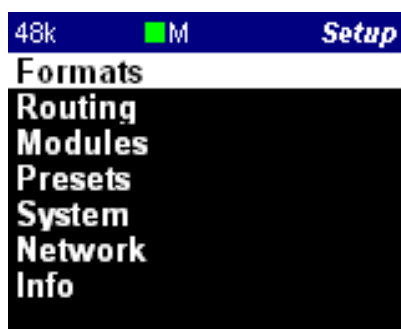 48k M Setup
Formats
Routing
Modules
Presets
System
Network
Info